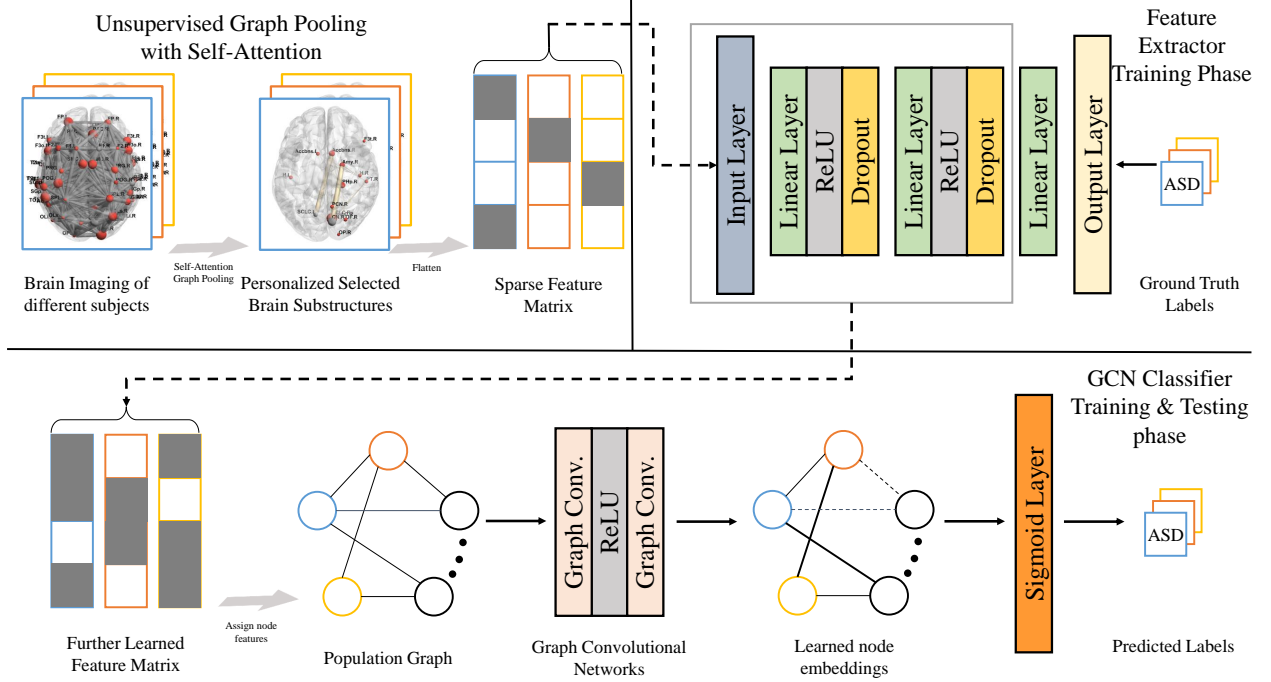 Unsupervised Graph Pooling
with Self-Attention
Brain Imaging of
different subjects
Self-Attention
Graph Pooling
Personalized Selected
Brain Substructures
Flatten
Sparse Feature
Matrix
Feature
Extractor
Training Phase
Input Layer
Linear Layer
ReLU
Dropout
Linear Layer
ReLU
Dropout
Linear Layer
Output Layer
ASD
Ground Truth
Labels
GCN Classifier
Training & Testing
phase
Further Learned
Feature Matrix
Assign node
features
Population Graph
Graph Conv.
ReLU
Graph Conv.
Graph Convolutional
Networks
Learned node
embeddings
Sigmoid Layer
ASD
Predicted Labels